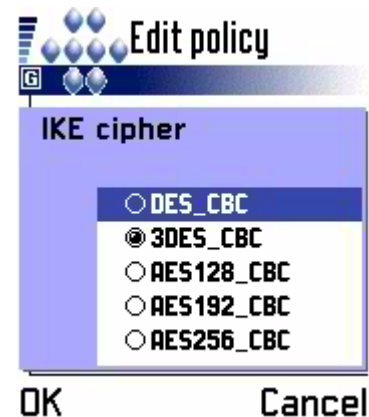 Edit policy
G
IKE cipher
DES_CBC
3DES_CBC
AES128_CBC
AES192_CBC
AES256_CBC
OK Cancel